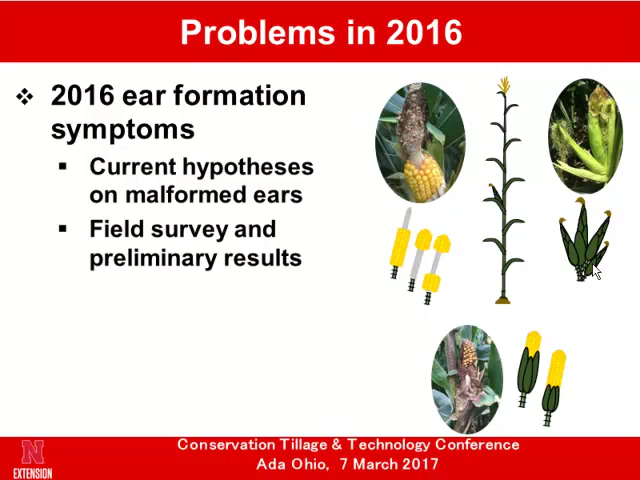 Problems in 2016
❖ 2016 ear formation
symptoms
▪ Current hypotheses
on malformed ears
▪ Field survey and
preliminary results
Conservation Tillage & Technology Conference
Ada Ohio, 7 March 2017
N
EXTENSION